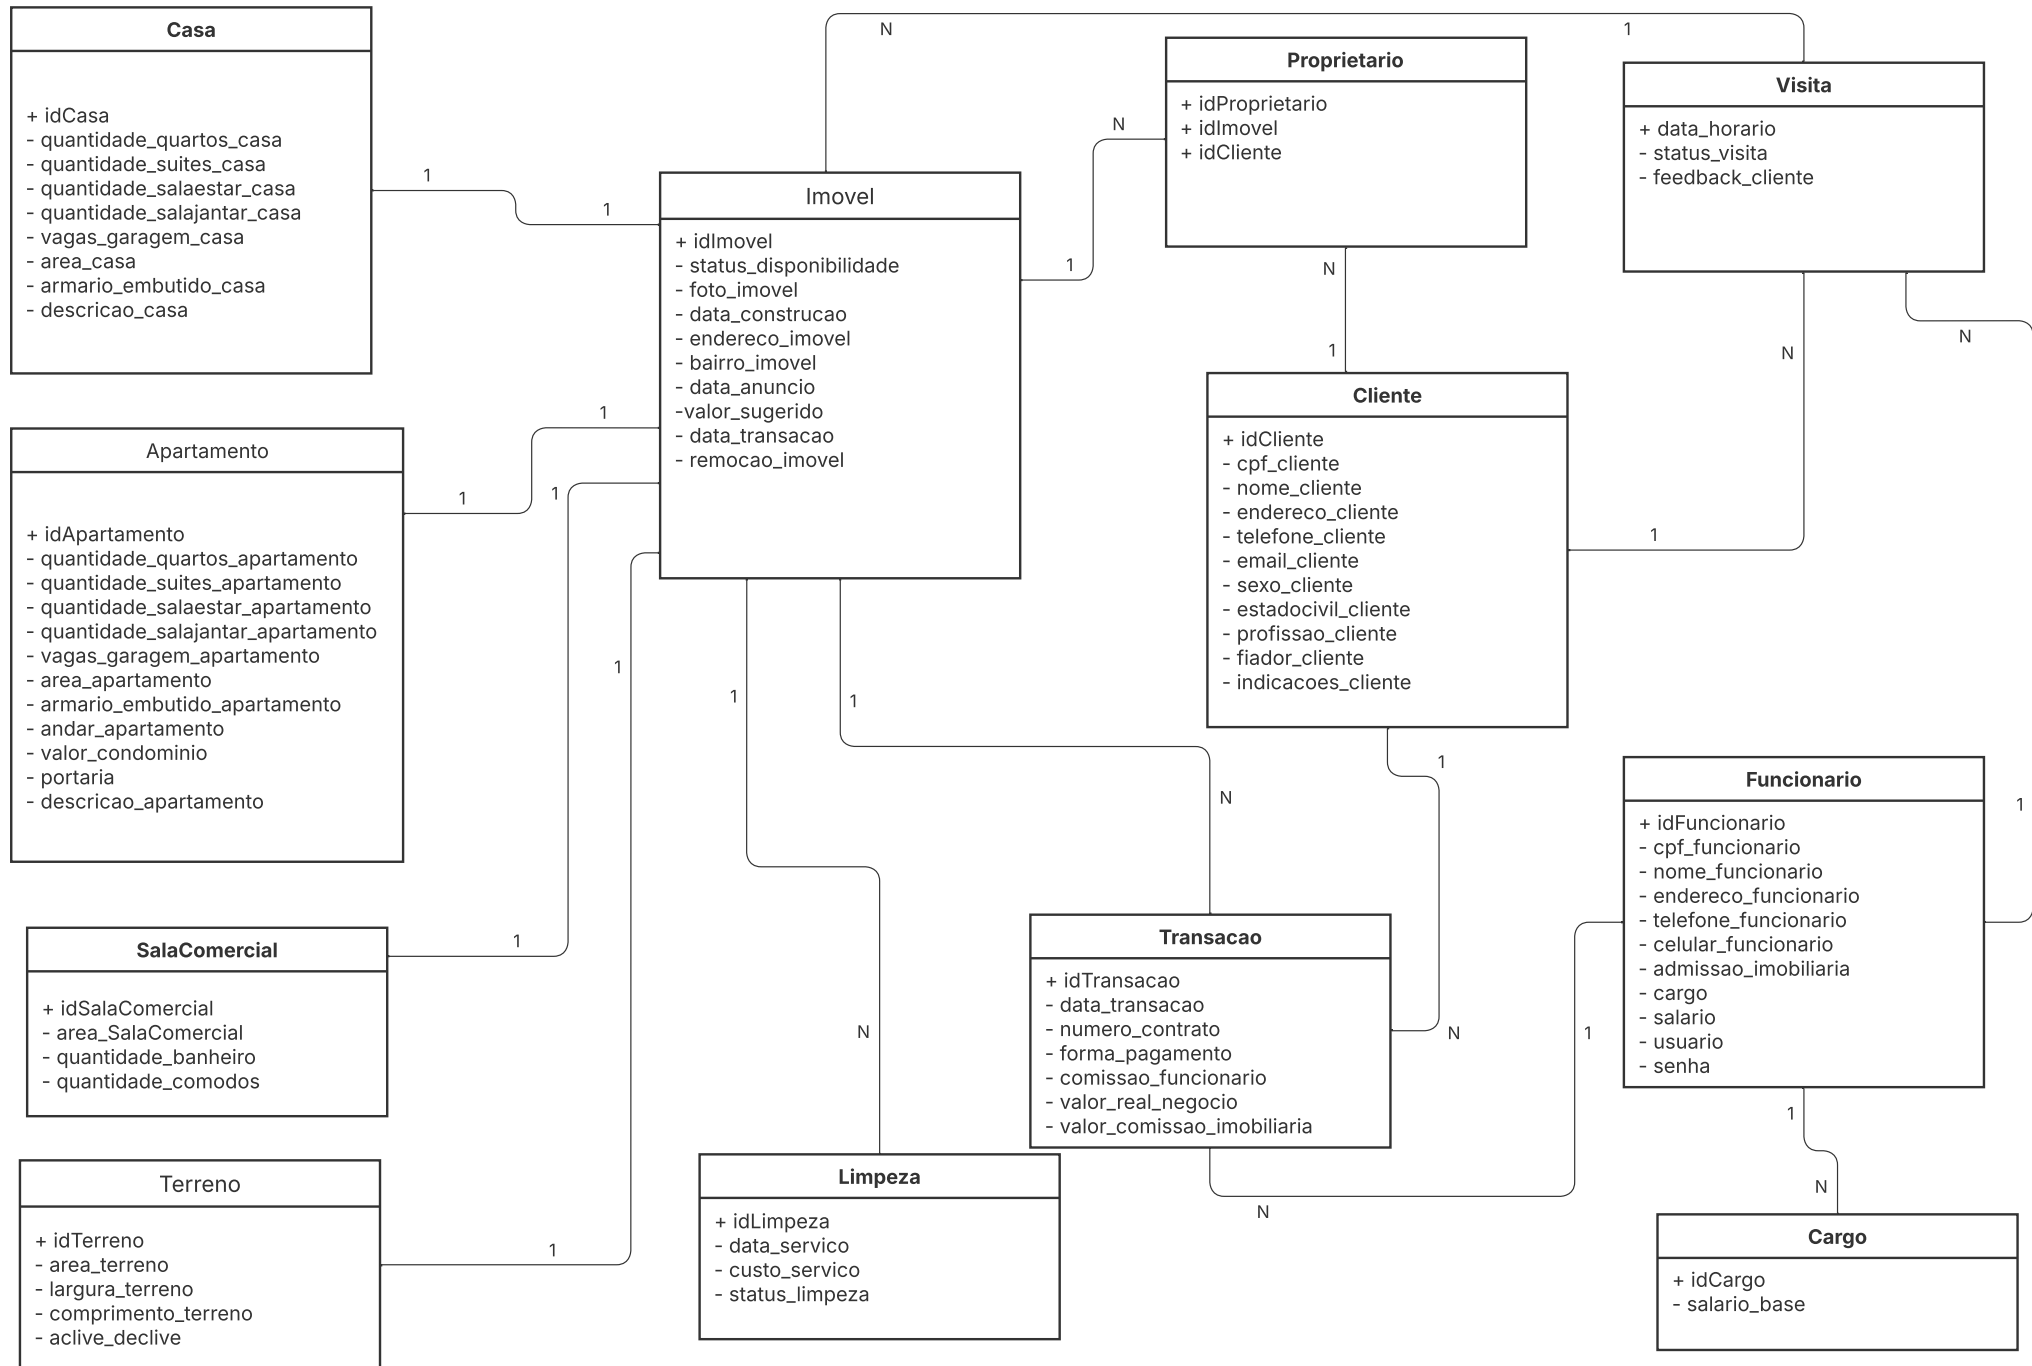 Casa
+ idCasa
- quantidade_quartos_casa
- quantidade_suites_casa
- quantidade_salaestar_casa
- quantidade_salajantar_casa
- vagas_garagem_casa
- area_casa
- armario_embutido_casa
- descricao_casa
1
1
N
1
Imovel
+ idImovel
- status_disponibilidade
- foto_imovel
- data_construcao
- endereco_imovel
- bairro_imovel
- data_anuncio
-valor_sugerido
- data_transacao
- remocao_imovel
N
1
Proprietario
+ idProprietario
+ idImovel
+ idCliente
N
1
Visita
+ data_horario
- status_visita
- feedback_cliente
N
N
1
Cliente
+ idCliente
- cpf_cliente
- nome_cliente
- endereco_cliente
- telefone_cliente
- email_cliente
- sexo_cliente
- estadocivil_cliente
- profissao_cliente
- fiador_cliente
- indicacoes_cliente
Apartamento
+ idApartamento
- quantidade_quartos_apartamento
- quantidade_suites_apartamento
- quantidade_salaestar_apartamento
- quantidade_salajantar_apartamento
- vagas_garagem_apartamento
- area_apartamento
- armario_embutido_apartamento
- andar_apartamento
- valor_condominio
- portaria
- descricao_apartamento
1
1
1
1
1
1
1
N
SalaComercial
+ idSalaComercial
- area_SalaComercial
- quantidade_banheiro
- quantidade_comodos
1
Terreno
+ idTerreno
- area_terreno
- largura_terreno
- comprimento_terreno
- aclive_declive
1
N
Limpeza
+ idLimpeza
- data_servico
- custo_servico
- status_limpeza
Transacao
+ idTransacao
- data_transacao
- numero_contrato
- forma_pagamento
- comissao_funcionario
- valor_real_negocio
- valor_comissao_imobiliaria
N
N
1
Funcionario
+ idFuncionario
- cpf_funcionario
- nome_funcionario
- endereco_funcionario
- telefone_funcionario
- celular_funcionario
- admissao_imobiliaria
- cargo
- salario
- usuario
- senha
1
1
N
Cargo
+ idCargo
- salario_base